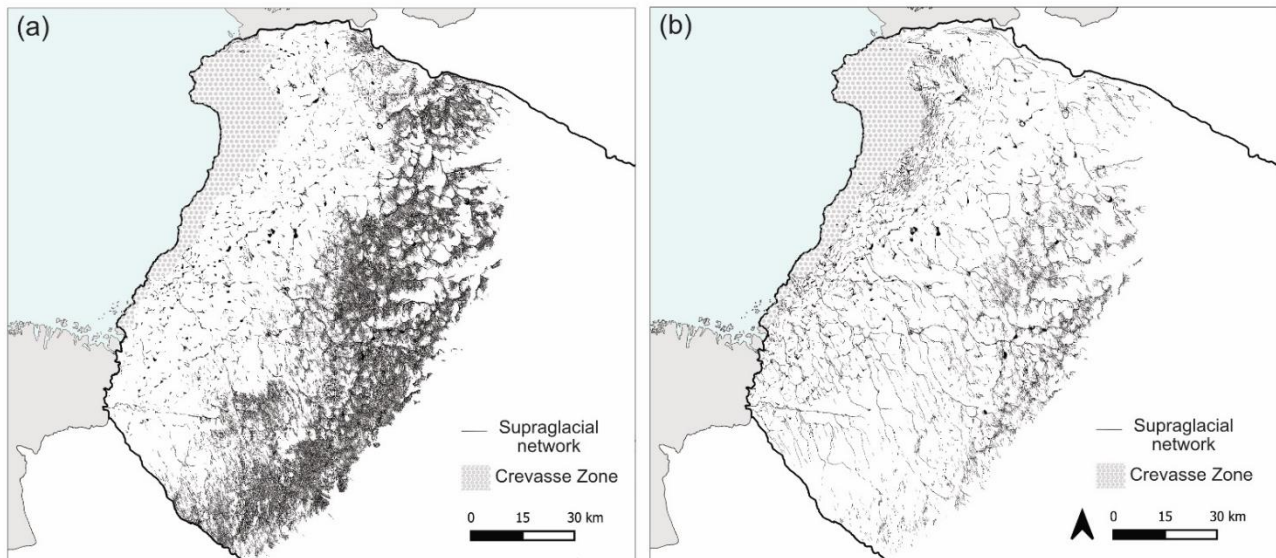 (a)
Supraglacial
network
Crevasse Zone
0 15 30 km
(b)
Supraglacial
network
Crevasse Zone
0 15 30 km